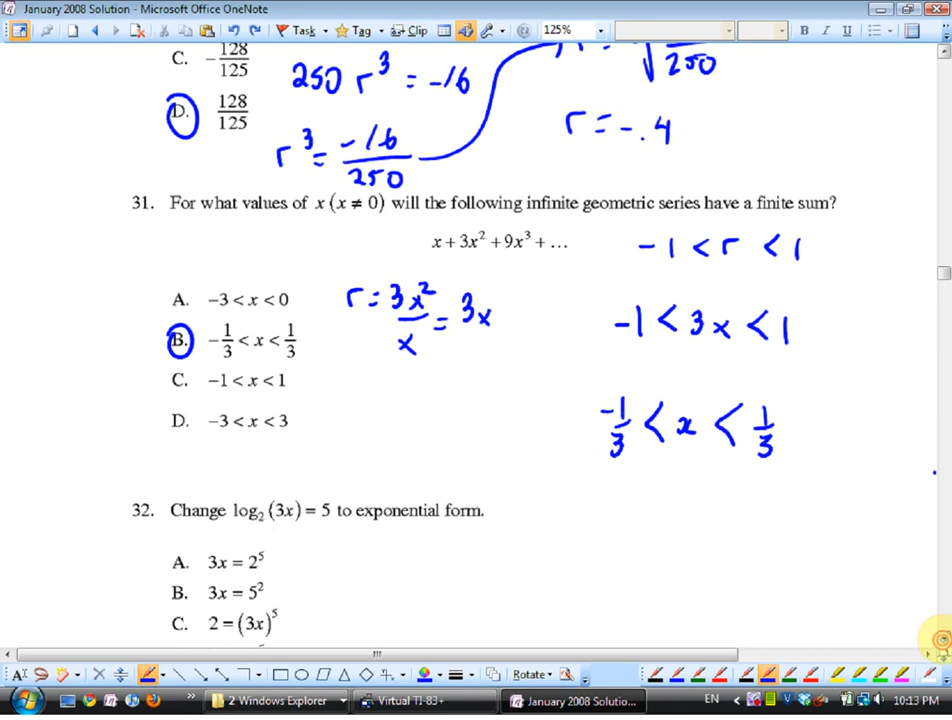 January 2008 Solution - Microsoft Office OneNote
Task
Tag
Clip
125%
B I U
C. -128/125
250 r³ = -16
250
D. 128/125
r³ = -16/250
r = -.4
31. For what values of x (x ≠ 0) will the following infinite geometric series have a finite sum?
x + 3x² + 9x³ + ...
-1 < r < 1
A. -3 < x < 0
r = 3x²/x = 3x
-1 < 3x < 1
B. -1/3 < x < 1/3
C. -1 < x < 1
-1/3 < x < 1/3
D. -3 < x < 3
32. Change log₂ (3x) = 5 to exponential form.
A. 3x = 2⁵
B. 3x = 5²
C. 2 = (3x)⁵
Rotate
2 Windows Explorer
Virtual TI-83+
January 2008 Solutio...
EN
10:13 PM